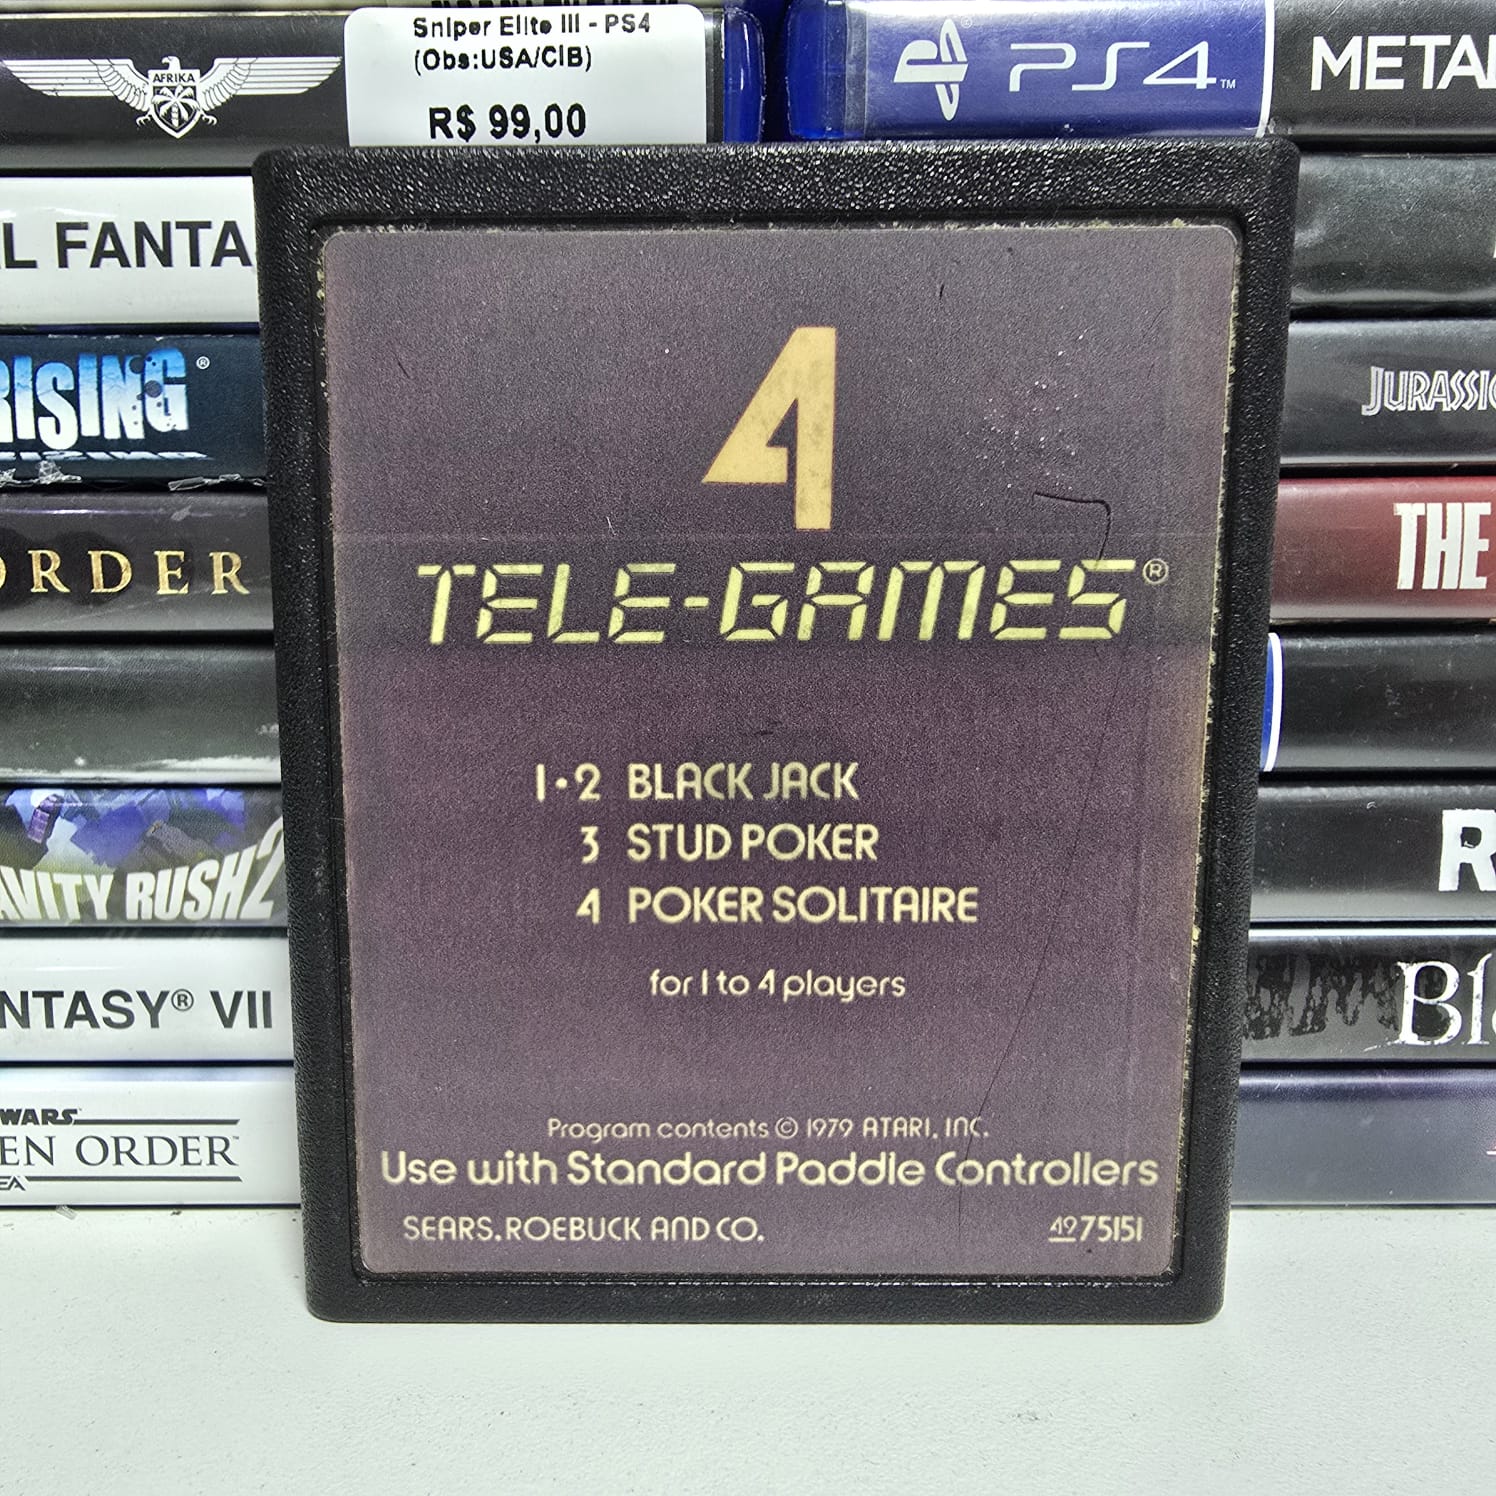 Sniper Elite III - PS4
(Obs:USA/CIB)
R$ 99,00
AFRIKA
PS4™
METAL
L FANTA
RISING®
JURASSIC
ORDER
THE
AVITY RUSH2
NTASY® VII
WARS
EN ORDER™
EA
4
TELE-GAMES®
1•2 BLACK JACK
3 STUD POKER
4 POKER SOLITAIRE
for 1 to 4 players
Program contents © 1979 ATARI, INC.
Use with Standard Paddle Controllers
SEARS, ROEBUCK AND CO.
49 75151
R
Bl